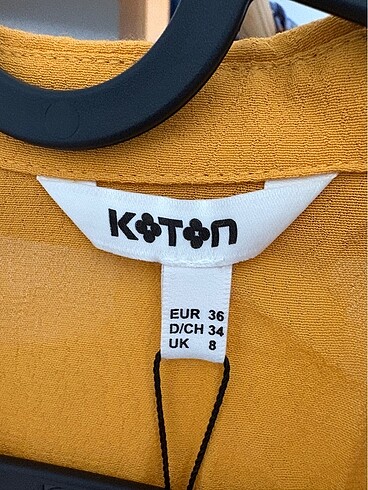 KOTON
EUR 36
D/CH 34
UK 8